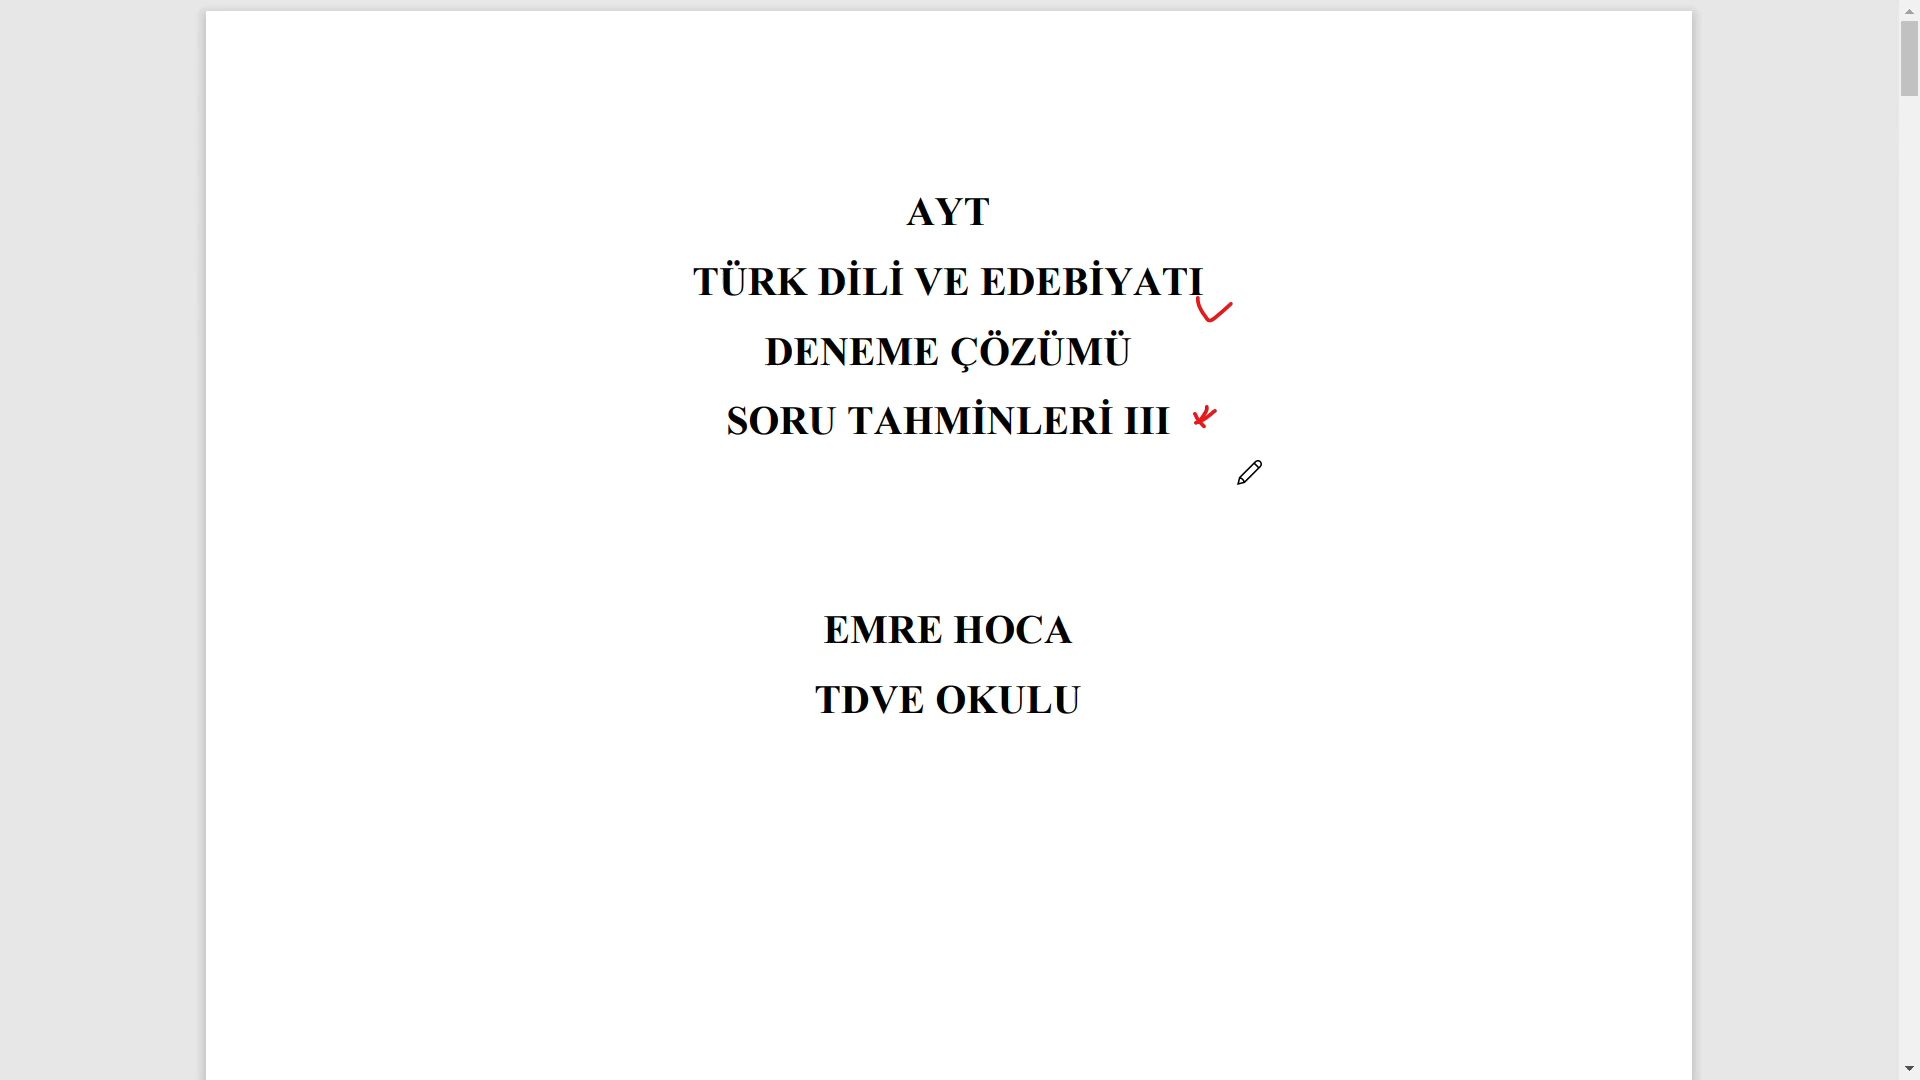 AYT
TÜRK DİLİ VE EDEBİYATI
DENEME ÇÖZÜMÜ
SORU TAHMİNLERİ III
EMRE HOCA
TDVE OKULU